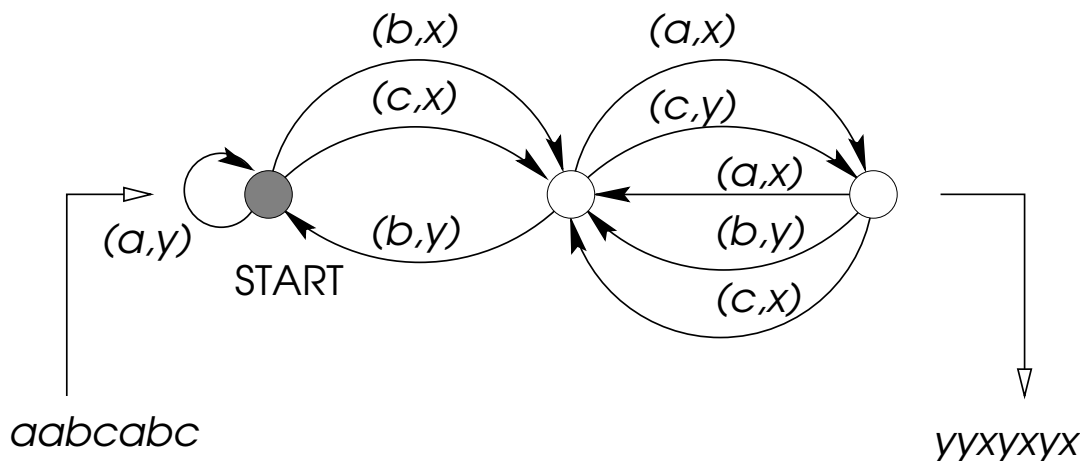 (b,x)
(a,x)
(c,x)
(c,y)
(a,x)
(a,y)
(b,y)
(b,y)
START
(c,x)
aabcabc
yyxyxyx